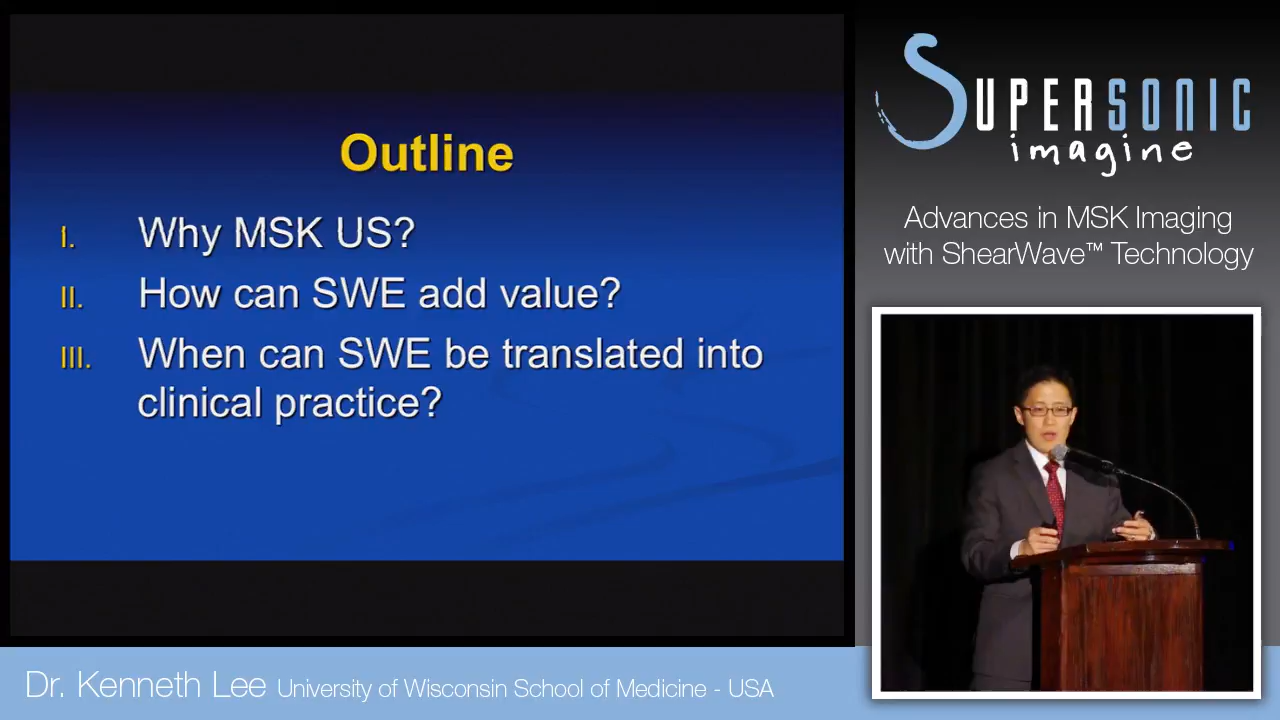 Outline
I. Why MSK US?
II. How can SWE add value?
III. When can SWE be translated into
clinical practice?
SUPERSONIC
imagine
Advances in MSK Imaging
with ShearWave™ Technology
Dr. Kenneth Lee University of Wisconsin School of Medicine - USA